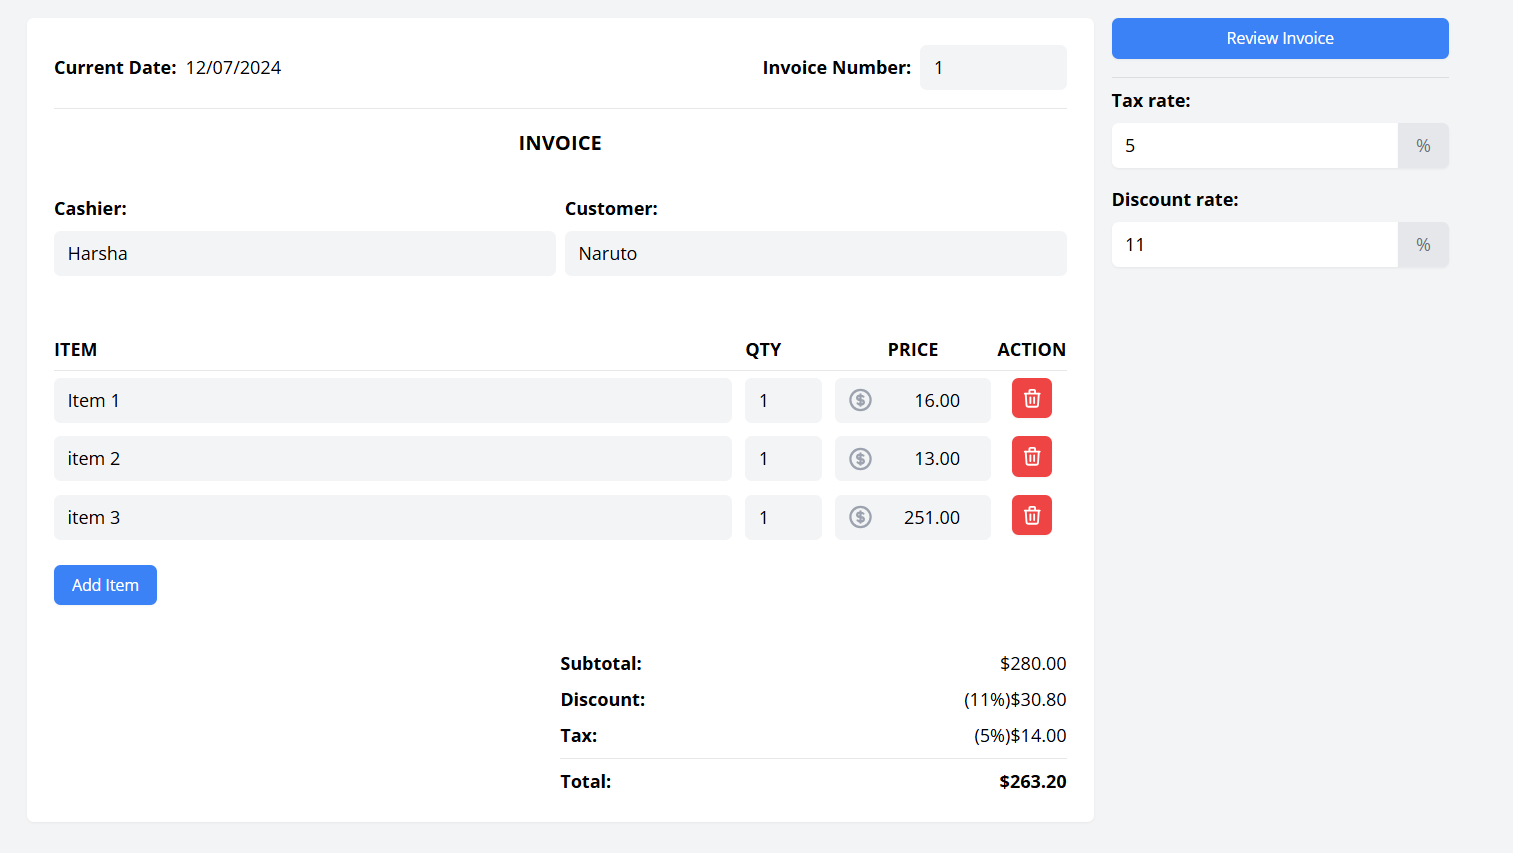 Current Date: 12/07/2024 Invoice Number: 1
INVOICE
Cashier: Customer:
Harsha Naruto
ITEM QTY PRICE ACTION
Item 1 1 $ 16.00
item 2 1 $ 13.00
item 3 1 $ 251.00
Add Item
Subtotal: $280.00
Discount: (11%)$30.80
Tax: (5%)$14.00
Total: $263.20
Review Invoice
Tax rate:
5 %
Discount rate:
11 %